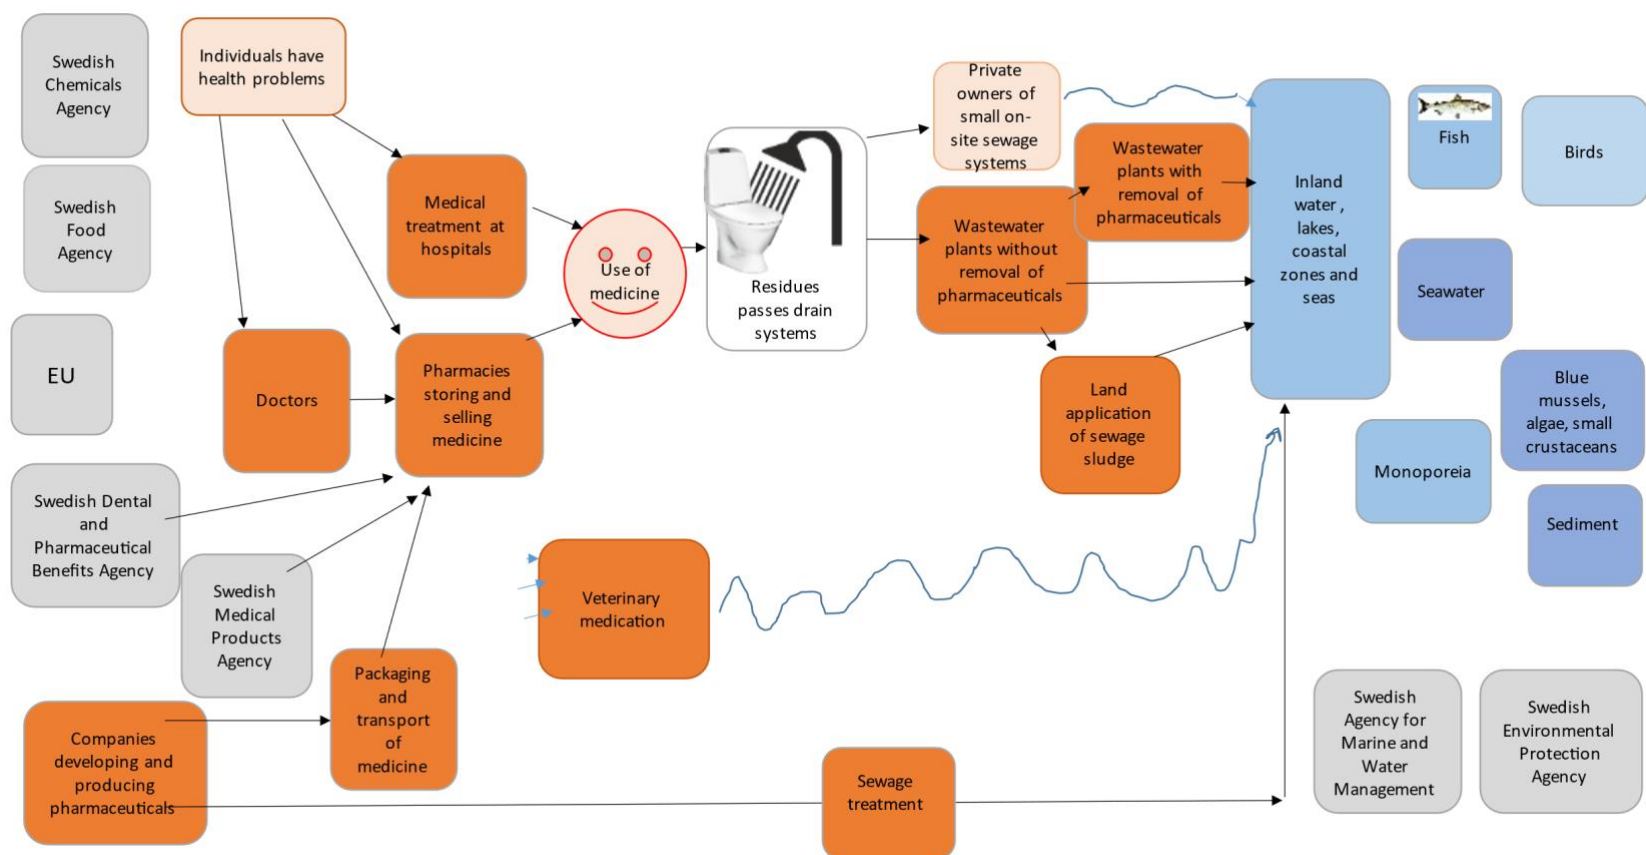 Swedish
Chemicals
Agency
Individuals have
health problems
Swedish
Food
Agency
Medical
treatment at
hospitals
EU
Doctors
Pharmacies
storing and
selling
medicine
Use of
medicine
Residues
passes drain
systems
Private
owners of
small on-
site sewage
systems
Wastewater
plants with
removal of
pharmaceuticals
Wastewater
plants without
removal of
pharmaceuticals
Land
application
of sewage
sludge
Inland
water ,
lakes,
coastal
zones and
seas
Fish
Birds
Seawater
Blue
mussels,
algae, small
crustaceans
Monoporeia
Sediment
Swedish Dental
and
Pharmaceutical
Benefits Agency
Swedish
Medical
Products
Agency
Veterinary
medication
Companies
developing and
producing
pharmaceuticals
Packaging
and
transport
of
medicine
Sewage
treatment
Swedish
Agency for
Marine and
Water
Management
Swedish
Environmental
Protection
Agency